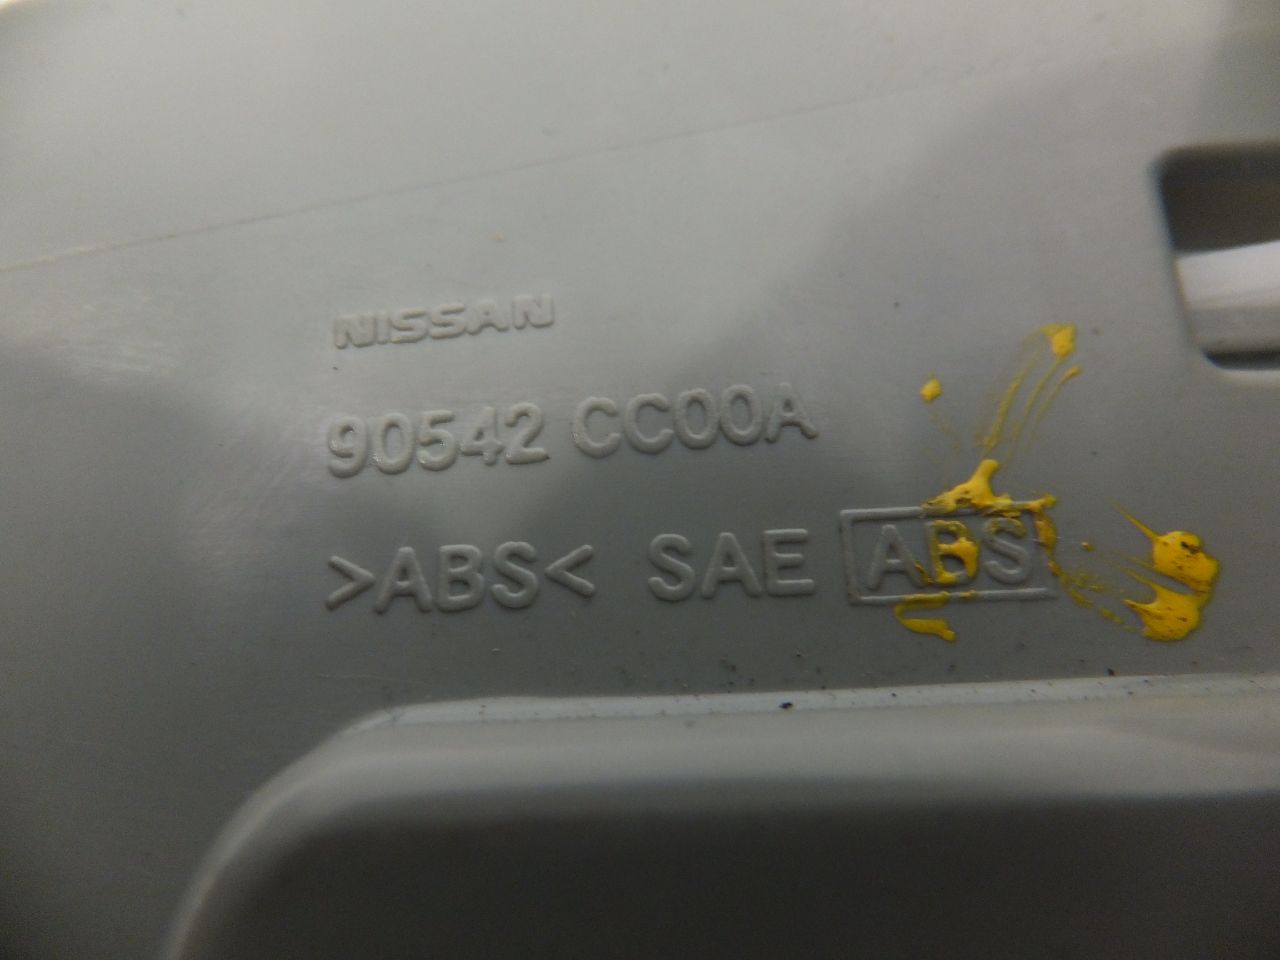 NISSAN
90542 CC00A
>ABS< SAE ABS